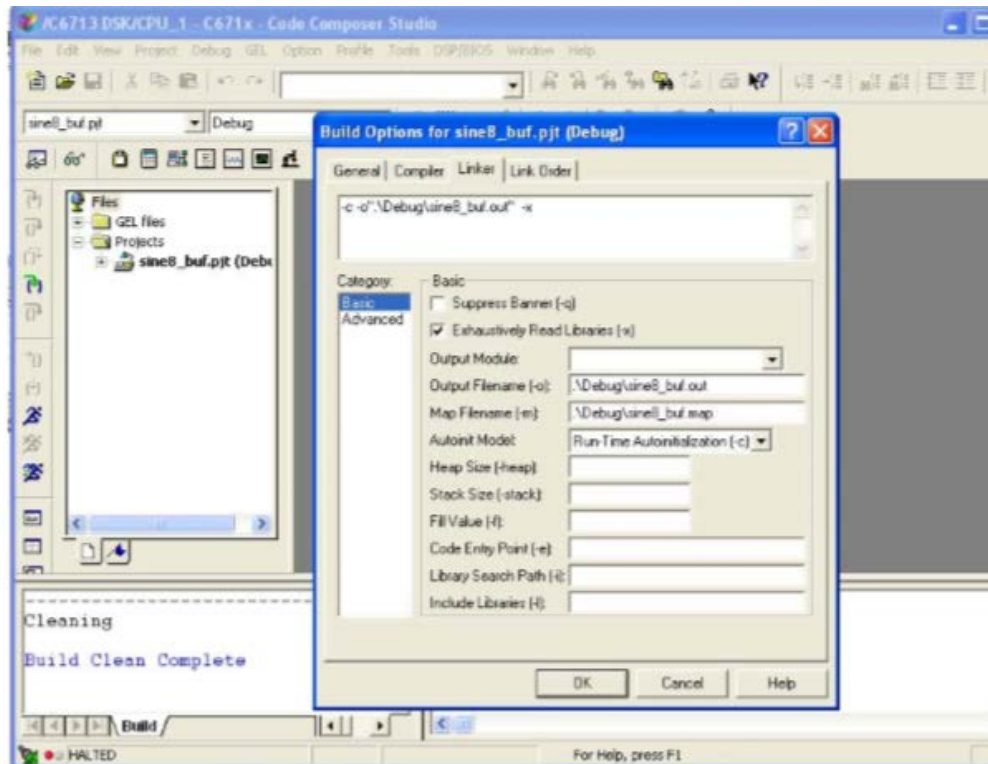 /C6713 DSK/CPU_1 - C671x - Code Composer Studio
File Edit View Project Debug GEL Option Profile Tools DSP/BIOS Window Help
sine8_buf.pjt Debug
Files
GEL files
Projects
sine8_buf.pjt (Debu
Build Options for sine8_buf.pjt (Debug)
General Compiler Linker Link Order
-c -o".\Debug\sine8_buf.out" -x
Category: Basic
Basic
Advanced
Suppress Banner (-q)
Exhaustively Read Libraries (-x)
Output Module:
Output Filename (-o): .\Debug\sine8_buf.out
Map Filename (-m): .\Debug\sine8_buf.map
Autoinit Model: Run-Time Autoinitialization (-c)
Heap Size (-heap):
Stack Size (-stack):
Fill Value (-f):
Code Entry Point (-e):
Library Search Path (-i):
Include Libraries (-l):
OK Cancel Help
Cleaning
Build Clean Complete
Build
HALTED For Help, press F1